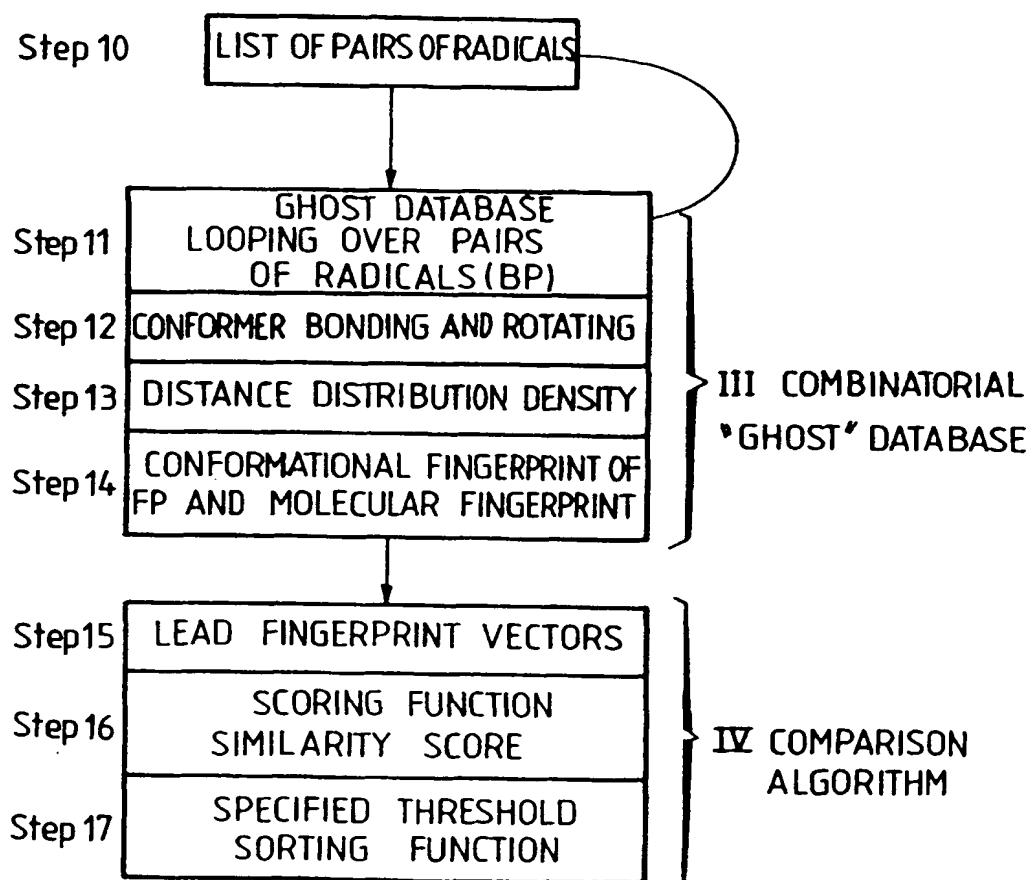 Step 10
LIST OF PAIRS OF RADICALS
Step 11
GHOST DATABASE
LOOPING OVER PAIRS
OF RADICALS (BP)
Step 12
CONFORMER BONDING AND ROTATING
Step 13
DISTANCE DISTRIBUTION DENSITY
Step 14
CONFORMATIONAL FINGERPRINT OF
FP AND MOLECULAR FINGERPRINT
III COMBINATORIAL
"GHOST" DATABASE
Step 15
LEAD FINGERPRINT VECTORS
Step 16
SCORING FUNCTION
SIMILARITY SCORE
Step 17
SPECIFIED THRESHOLD
SORTING FUNCTION
IV COMPARISON
ALGORITHM